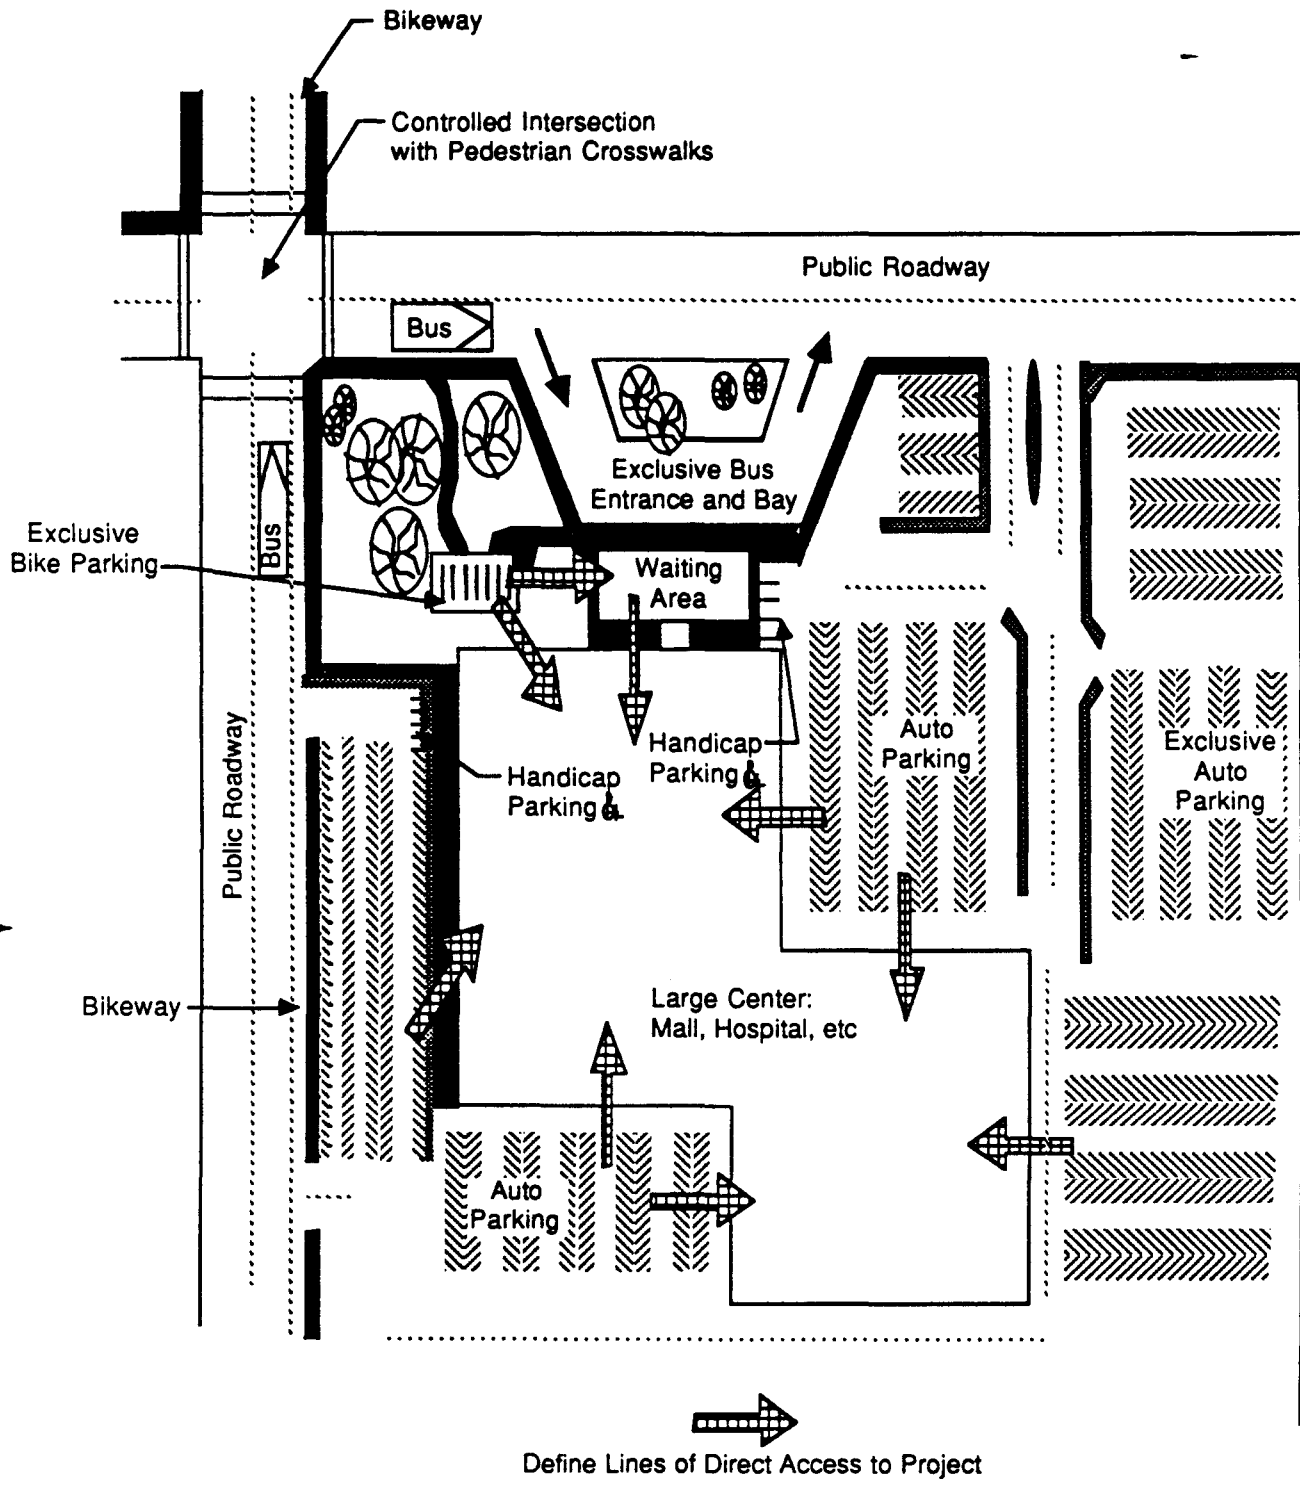 Bikeway
Controlled Intersection
with Pedestrian Crosswalks
Public Roadway
Bus
Exclusive Bus
Entrance and Bay
Bus
Exclusive
Bike Parking
Waiting
Area
Public Roadway
Handicap
Parking
Handicap
Parking
Auto
Parking
Exclusive
Auto
Parking
Bikeway
Large Center:
Mall, Hospital, etc
Auto
Parking
Define Lines of Direct Access to Project